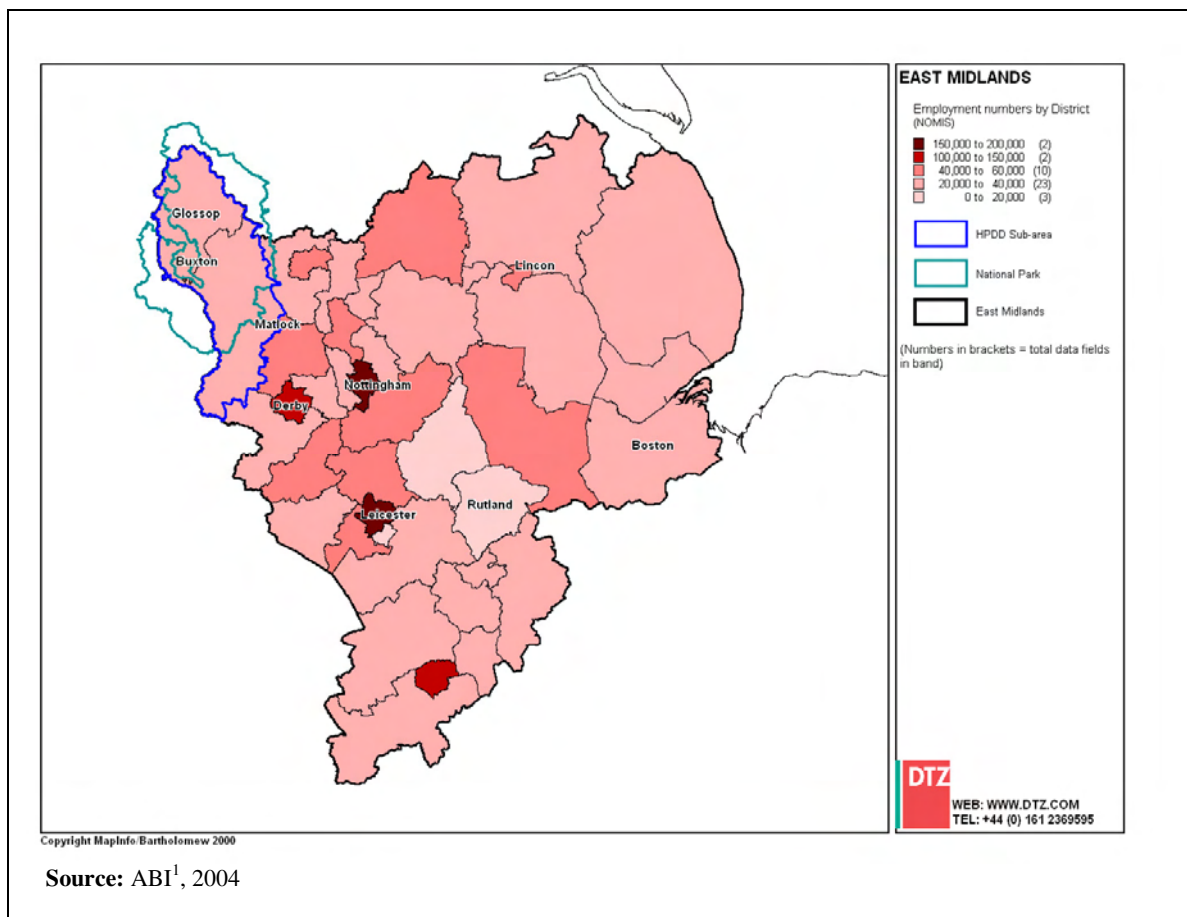 EAST MIDLANDS
Employment numbers by District
(NOMIS)
150,000 to 200,000 (2)
100,000 to 150,000 (2)
40,000 to 60,000 (10)
20,000 to 40,000 (23)
0 to 20,000 (3)
HPDD Sub-area
National Park
East Midlands
(Numbers in brackets = total data fields
in band)
Glossop
Buxton
Lincon
Matlock
Nottingham
Derby
Boston
Rutland
Leicester
DTZ
WEB: WWW.DTZ.COM
TEL: +44 (0) 161 2369595
Copyright MapInfo/Bartholomew 2000
Source: ABI¹, 2004